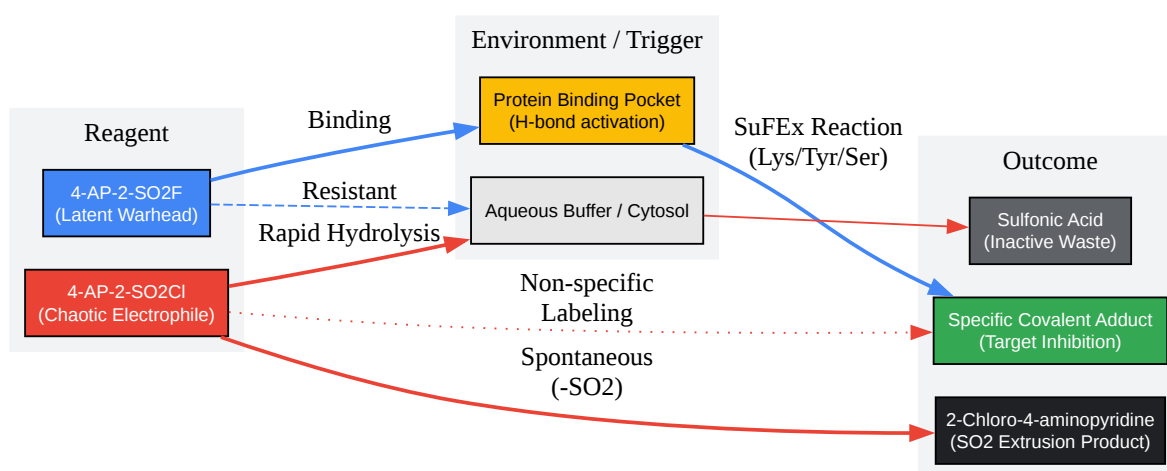 Reagent
4-AP-2-SO2F
(Latent Warhead)
4-AP-2-SO2Cl
(Chaotic Electrophile)
Binding
Resistant
Rapid Hydrolysis
Environment / Trigger
Protein Binding Pocket
(H-bond activation)
Aqueous Buffer / Cytosol
Non-specific
Labeling
Spontaneous
(-SO2)
SuFEx Reaction
(Lys/Tyr/Ser)
Outcome
Sulfonic Acid
(Inactive Waste)
Specific Covalent Adduct
(Target Inhibition)
2-Chloro-4-aminopyridine
(SO2 Extrusion Product)